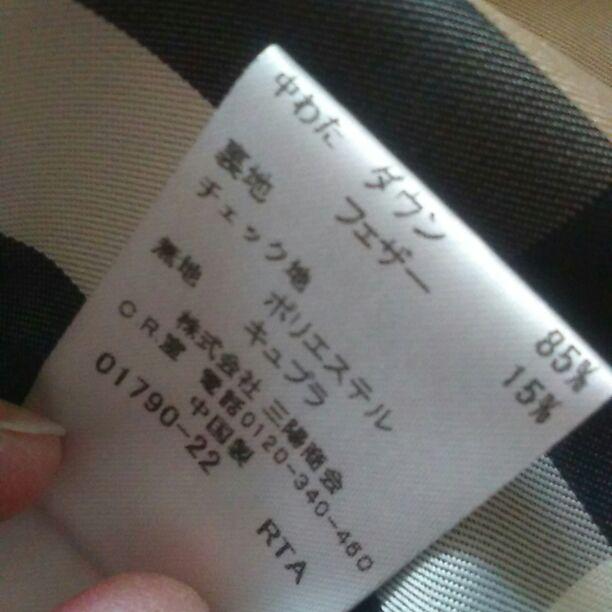 中わた ダウン 85%
フェザー 15%
裏地
チェック地 ポリエステル
無地 キュプラ
株式会社 三陽商会
CR室 電話0120-340-460
中国製
01790-22 RTA